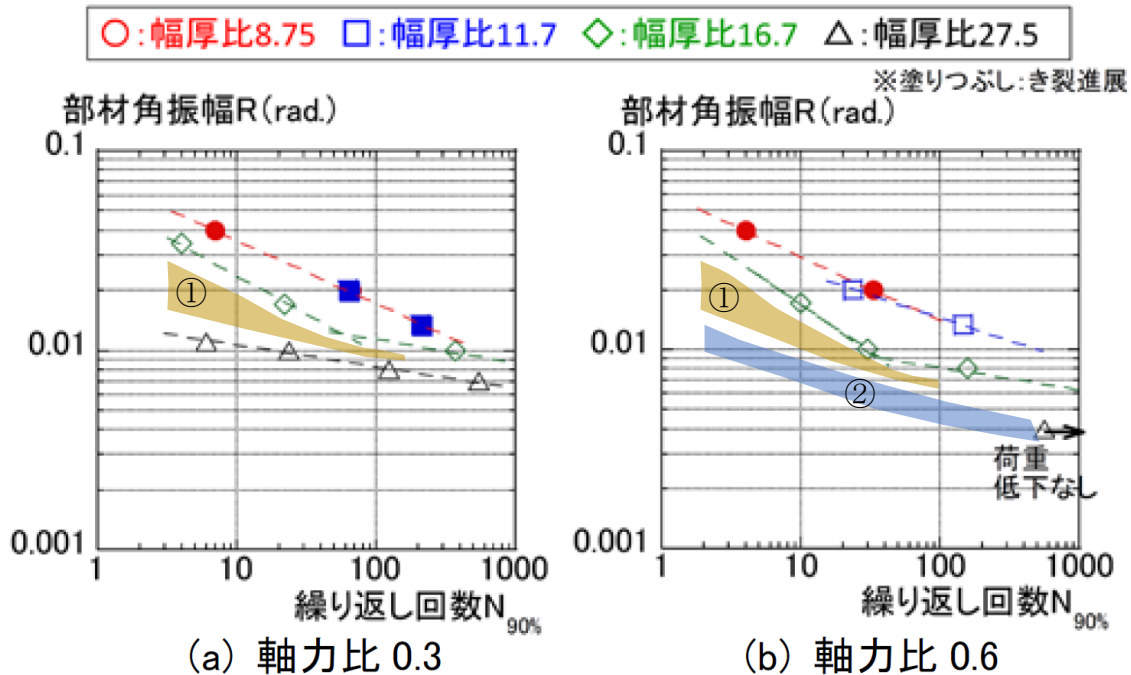 ○:幅厚比8.75 □:幅厚比11.7 ◇:幅厚比16.7 △:幅厚比27.5
※塗りつぶし:き裂進展
部材角振幅R(rad.)
0.1
0.01
0.001
①
1 10 100 1000
繰り返し回数N90%
(a) 軸力比 0.3
部材角振幅R(rad.)
0.1
0.01
0.001
①
②
荷重
低下なし
1 10 100 1000
繰り返し回数N90%
(b) 軸力比 0.6